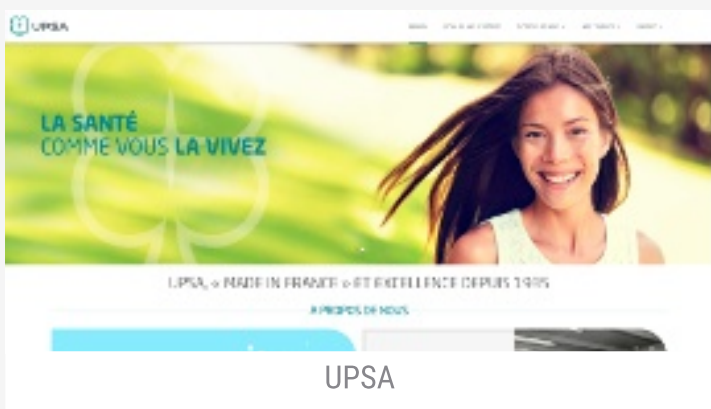 UPSA
LA SANTÉ
COMME VOUS LA VIVEZ
UPSA, « MADE IN FRANCE » ET EXCELLENCE DEPUIS 1935
A PROPOS DE NOUS
UPSA